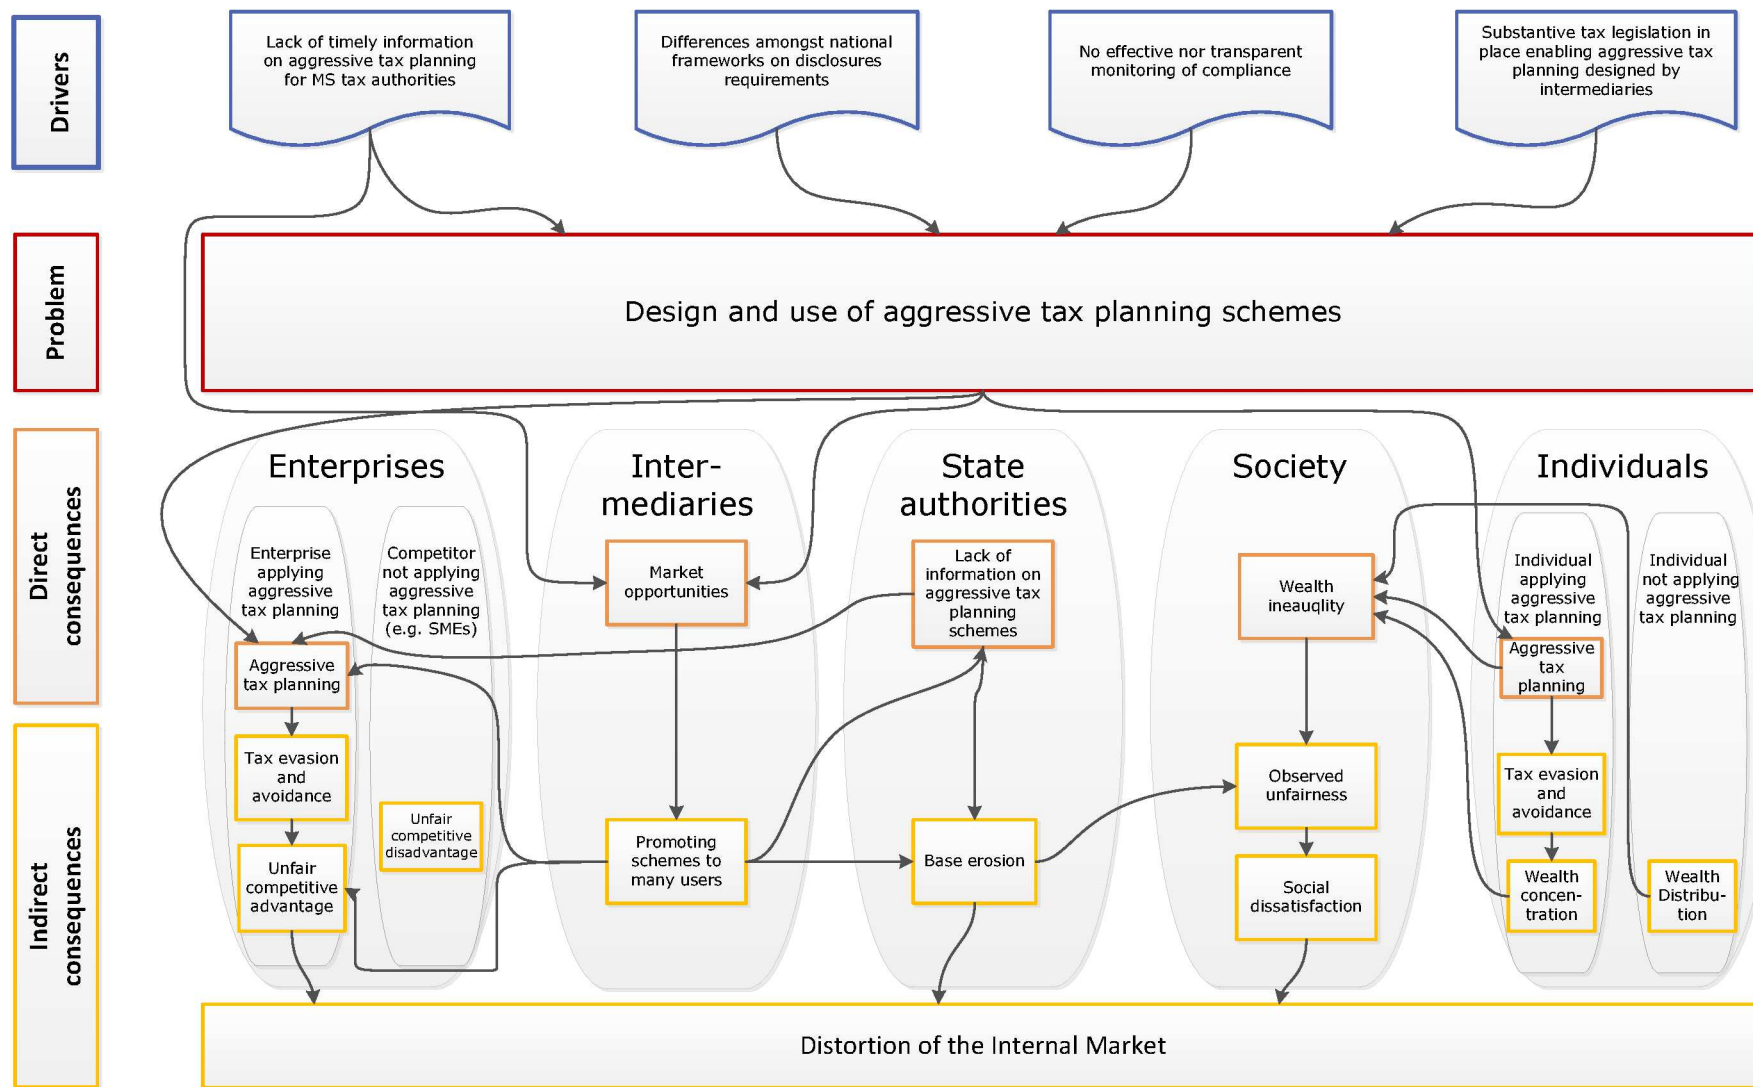 Drivers
Lack of timely information
on aggressive tax planning
for MS tax authorities
Differences amongst national
frameworks on disclosures
requirements
No effective nor transparent
monitoring of compliance
Substantive tax legislation in
place enabling aggressive tax
planning designed by
intermediaries
Problem
Design and use of aggressive tax planning schemes
Direct
consequences
Enterprises
Enterprise
applying
aggressive
tax planning
Competitor
not applying
aggressive
tax planning
(e.g. SMEs)
Aggressive
tax planning
Inter-
mediaries
Market
opportunities
State
authorities
Lack of
information on
aggressive tax
planning
schemes
Society
Wealth
ineauqlity
Individuals
Individual
applying
aggressive
tax planning
Individual
not applying
aggressive
tax planning
Aggressive
tax
planning
Indirect
consequences
Tax evasion
and
avoidance
Unfair
competitive
advantage
Unfair
competitive
disadvantage
Promoting
schemes to
many users
Base erosion
Observed
unfairness
Social
dissatisfaction
Tax evasion
and
avoidance
Wealth
concen-
tration
Wealth
Distribu-
tion
Distortion of the Internal Market